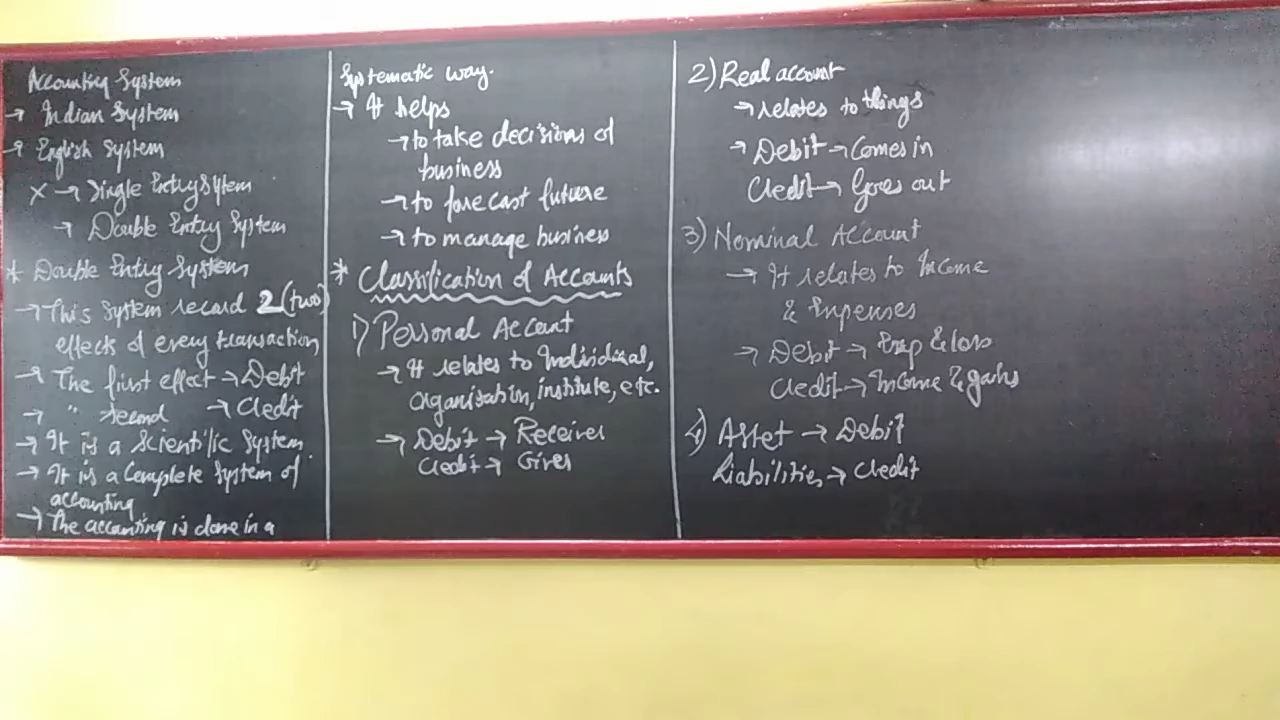 Accounting System
→ Indian System
→ English System
X → Single Entry System
→ Double Entry System
* Double Entry System
→ This System record 2 (two)
effects of every transaction
→ The first effect → Debit
→ " second → Credit
→ It is a Scientific System.
→ It is a Complete System of
accounting
→ The accounting is done in a
Systematic way.
→ It helps
→ to take decisions of
business
→ to forecast future
→ to manage business
* Classification of Accounts
1) Personal Account
→ It relates to Individual,
organisation, institute, etc.
→ Debit → Receiver
Credit → Giver
2) Real account
→ relates to things
→ Debit → Comes in
Credit → Goes out
3) Nominal Account
→ It relates to Income
& Expenses
→ Debit → Exp & loss
Credit → Income & gains
4) Asset → Debit
Liabilities → Credit